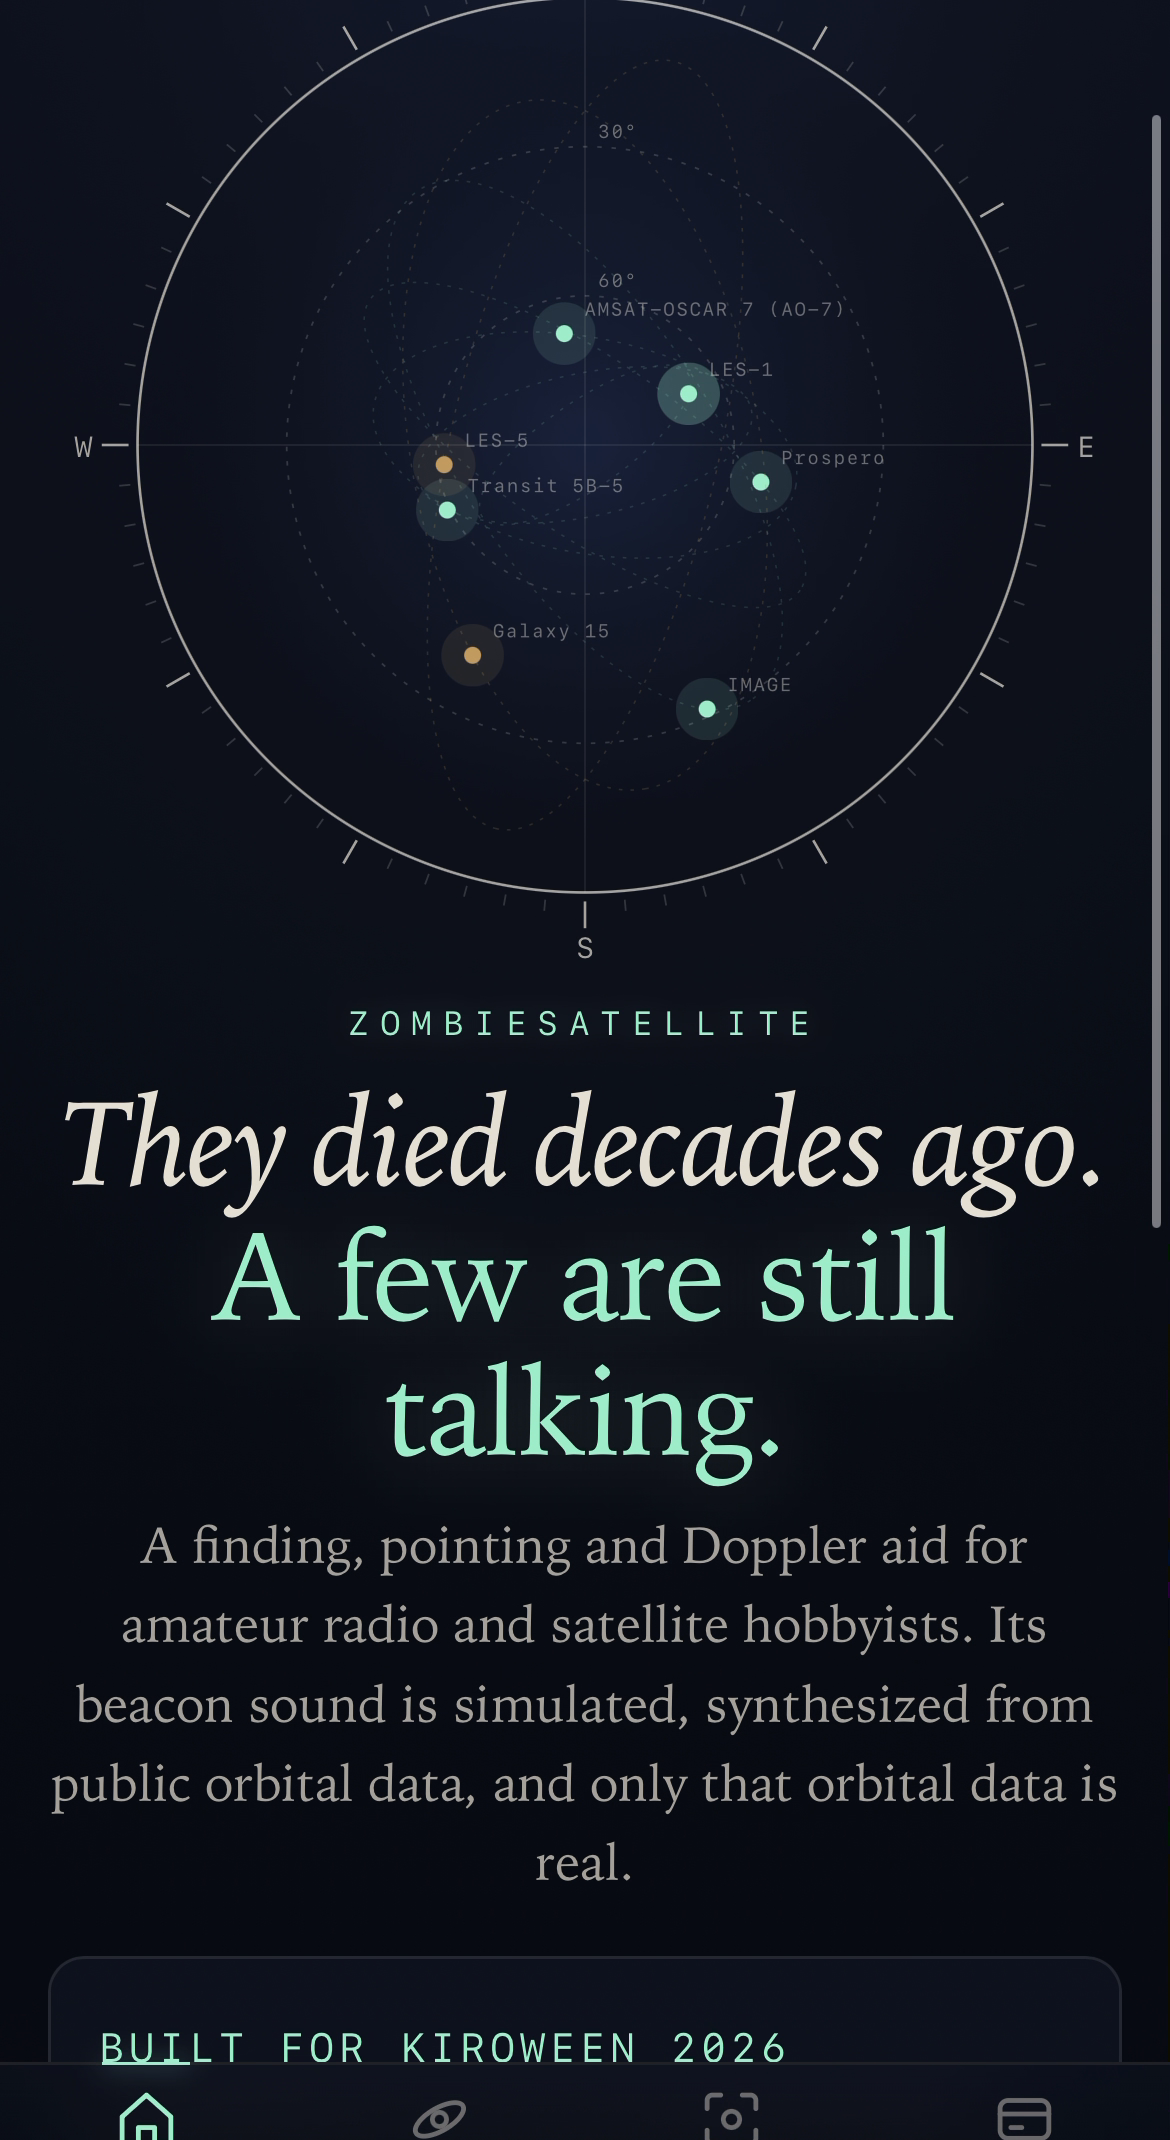 30°
60°
AMSAT-OSCAR 7 (AO-7)
LES-1
LES-5
W
E
Prospero
Transit 5B-5
Galaxy 15
IMAGE
S
ZOMBIESATELLITE
They died decades ago.
A few are still
talking.
A finding, pointing and Doppler aid for
amateur radio and satellite hobbyists. Its
beacon sound is simulated, synthesized from
public orbital data, and only that orbital data is
real.
BUILT FOR KIROWEEN 2026